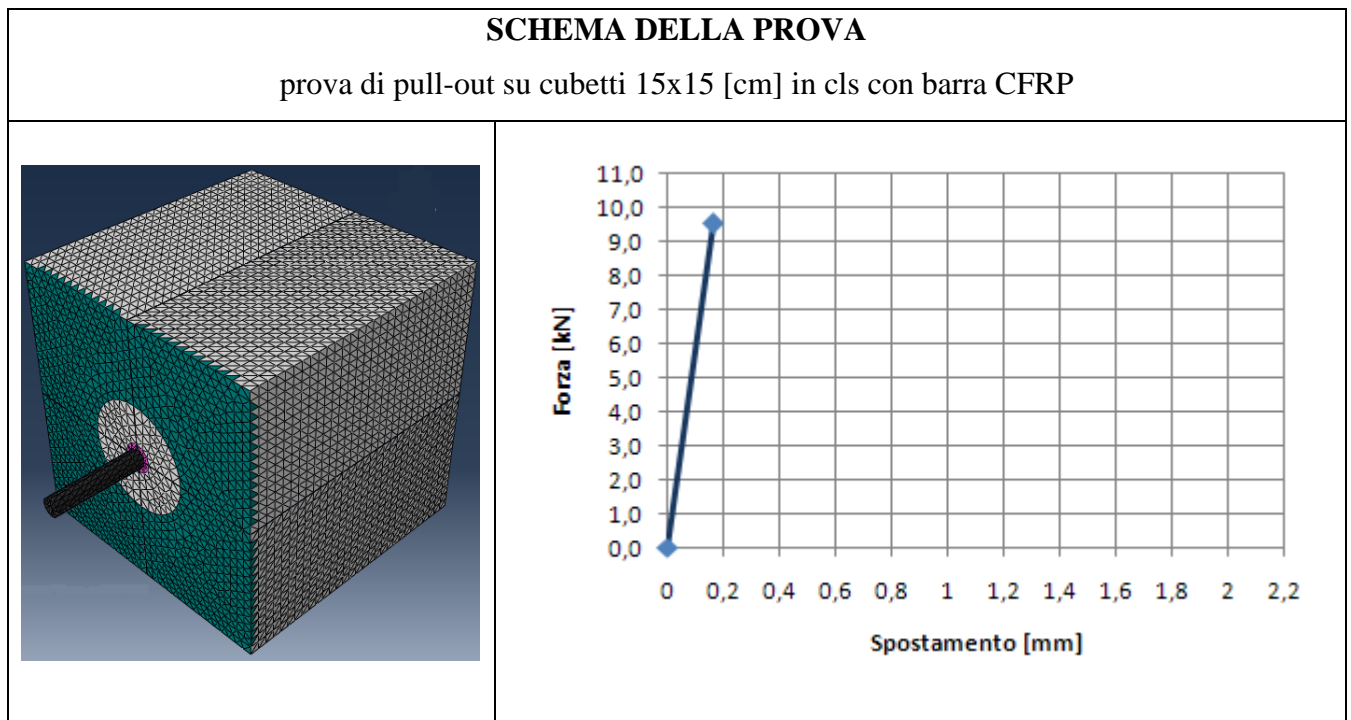 SCHEMA DELLA PROVA
prova di pull-out su cubetti 15x15 [cm] in cls con barra CFRP
11,0
10,0
9,0
8,0
7,0
6,0
5,0
4,0
3,0
2,0
1,0
0,0
Forza [kN]
0 0,2 0,4 0,6 0,8 1 1,2 1,4 1,6 1,8 2 2,2
Spostamento [mm]